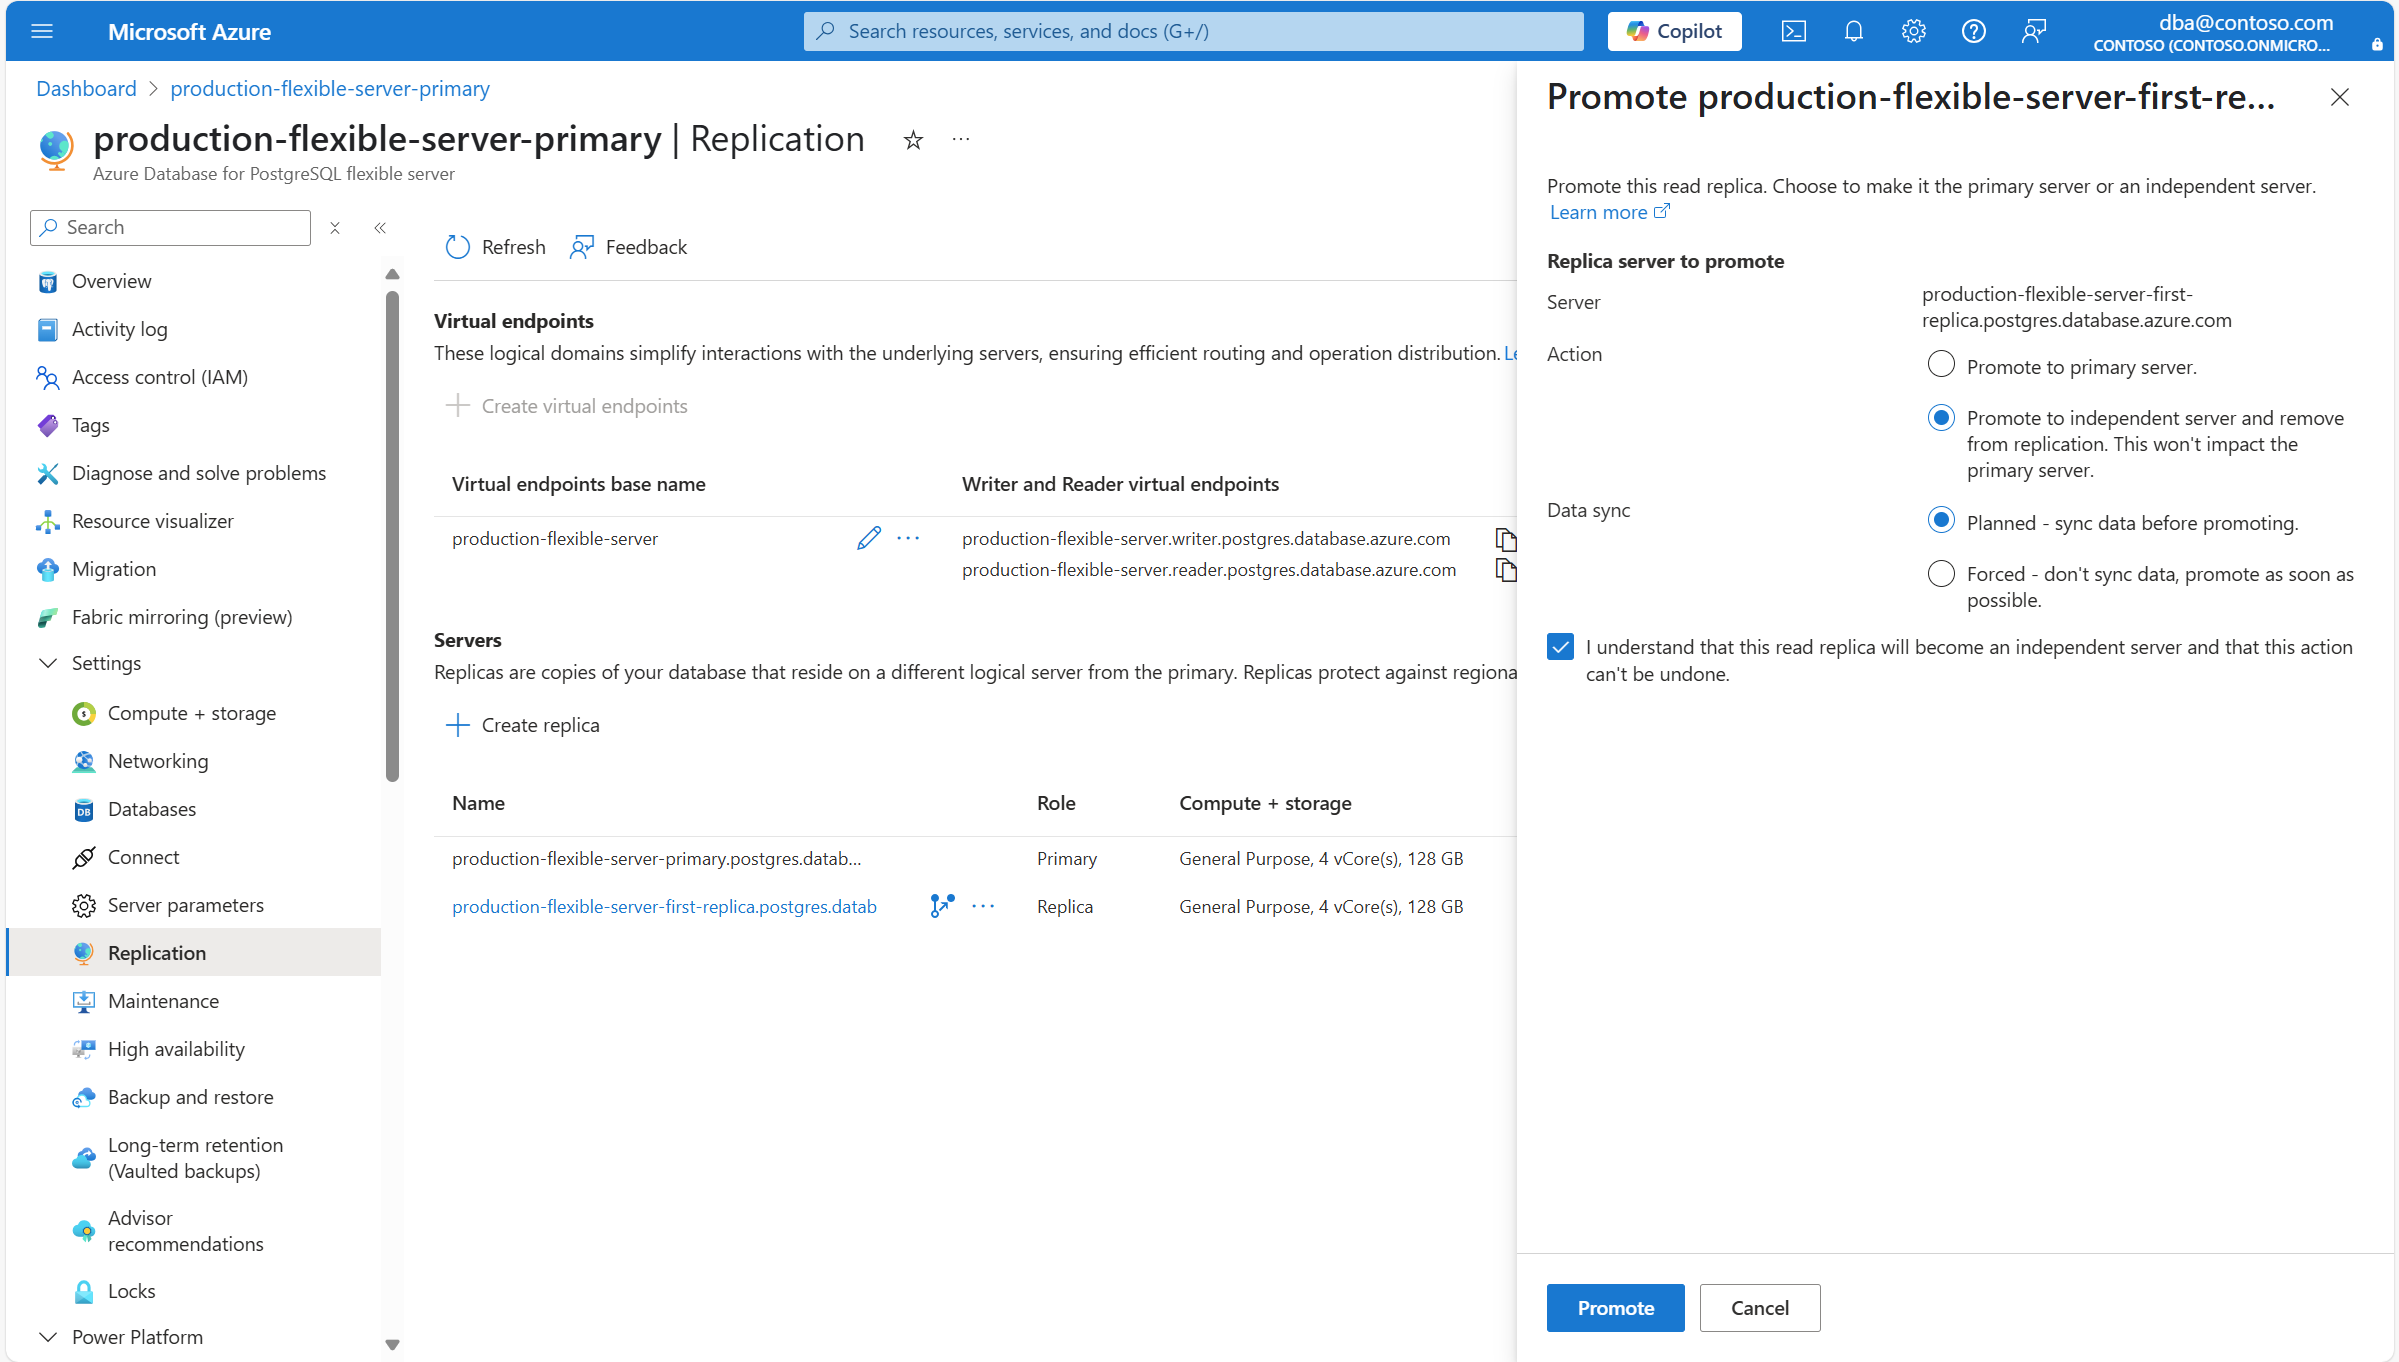 Microsoft Azure
Search resources, services, and docs (G+/)
Copilot
dba@contoso.com
CONTOSO (CONTOSO.ONMICRO...
Dashboard > production-flexible-server-primary
production-flexible-server-primary | Replication
Azure Database for PostgreSQL flexible server
Search
Overview
Activity log
Access control (IAM)
Tags
Diagnose and solve problems
Resource visualizer
Migration
Fabric mirroring (preview)
Settings
Compute + storage
Networking
Databases
Connect
Server parameters
Replication
Maintenance
High availability
Backup and restore
Long-term retention
(Vaulted backups)
Advisor
recommendations
Locks
Power Platform
Refresh
Feedback
Virtual endpoints
These logical domains simplify interactions with the underlying servers, ensuring efficient routing and operation distribution.
Create virtual endpoints
Virtual endpoints base name
Writer and Reader virtual endpoints
production-flexible-server
production-flexible-server.writer.postgres.database.azure.com
production-flexible-server.reader.postgres.database.azure.com
Servers
Replicas are copies of your database that reside on a different logical server from the primary. Replicas protect against regiona
Create replica
Name Role Compute + storage
production-flexible-server-primary.postgres.datab... Primary General Purpose, 4 vCore(s), 128 GB
production-flexible-server-first-replica.postgres.datab Replica General Purpose, 4 vCore(s), 128 GB
Promote production-flexible-server-first-re...
Promote this read replica. Choose to make it the primary server or an independent server.
Learn more
Replica server to promote
Server
production-flexible-server-first-
replica.postgres.database.azure.com
Action
Promote to primary server.
Promote to independent server and remove
from replication. This won't impact the
primary server.
Data sync
Planned - sync data before promoting.
Forced - don't sync data, promote as soon as
possible.
I understand that this read replica will become an independent server and that this action
can't be undone.
Promote
Cancel